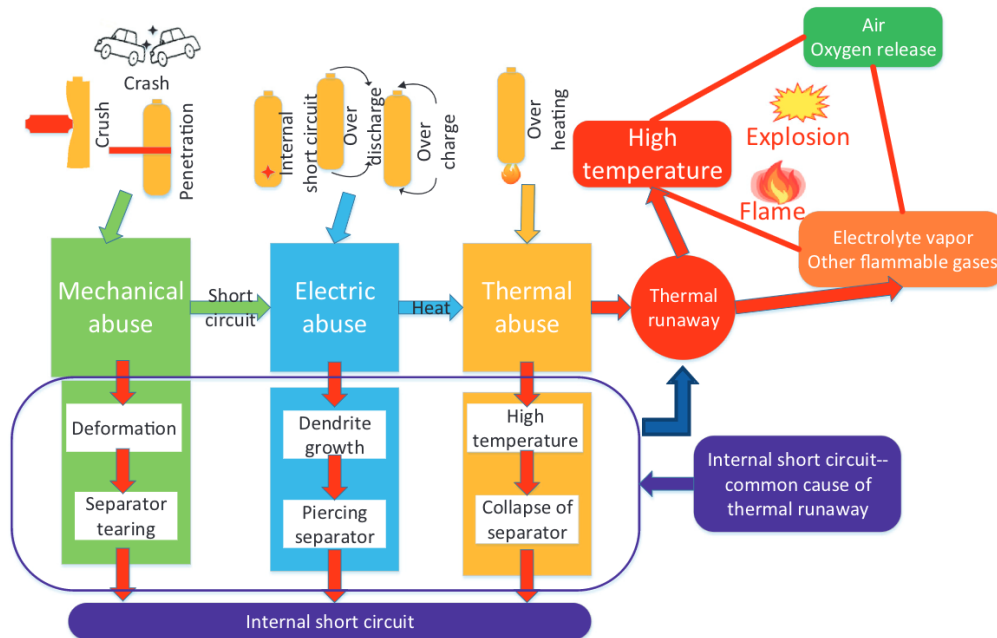 Crash
Crush
Penetration
Internal
short circuit
Over
discharge
Over
charge
Over
heating
Air
Oxygen release
Explosion
High
temperature
Flame
Electrolyte vapor
Other flammable gases
Mechanical
abuse
Short
circuit
Electric
abuse
Heat
Thermal
abuse
Thermal
runaway
Deformation
Separator
tearing
Dendrite
growth
Piercing
separator
High
temperature
Collapse of
separator
Internal short circuit--
common cause of
thermal runaway
Internal short circuit